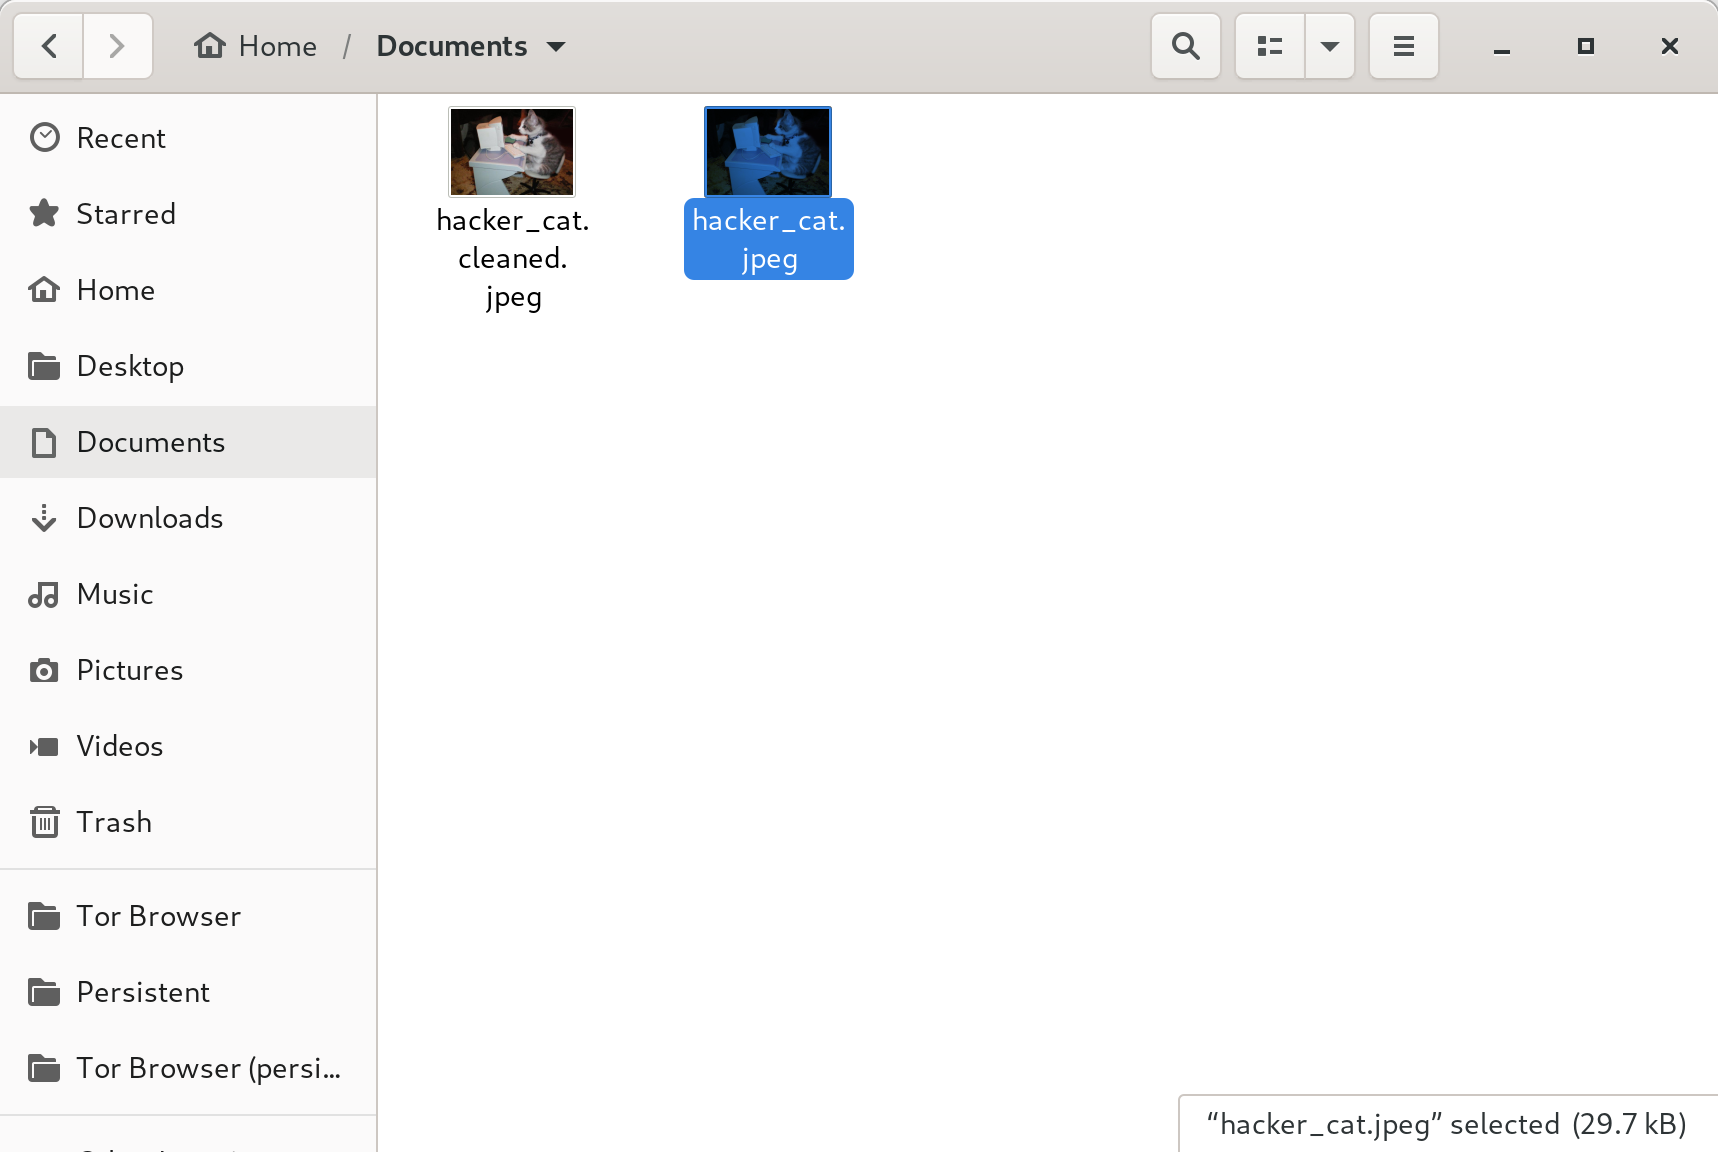 Home / Documents
Recent
Starred
Home
Desktop
Documents
Downloads
Music
Pictures
Videos
Trash
Tor Browser
Persistent
Tor Browser (persi...
hacker_cat.
cleaned.
jpeg
hacker_cat.
jpeg
“hacker_cat.jpeg” selected (29.7 kB)